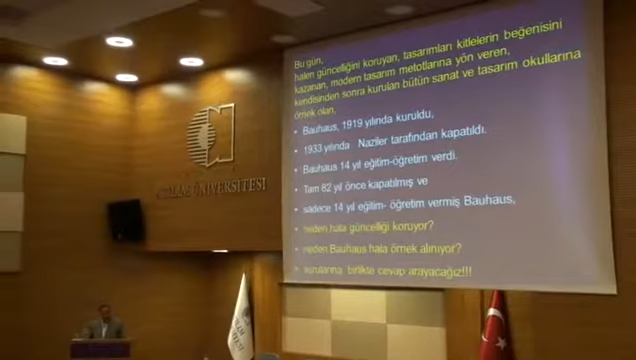 Bu gün,
halen güncelliğini koruyan, tasarımları kitlelerin beğenisini
kazanan, modern tasarım metotlarına yön veren,
kendisinden sonra kurulan bütün sanat ve tasarım okullarına
örnek olan,
• Bauhaus, 1919 yılında kuruldu,
• 1933 yılında Naziler tarafından kapatıldı.
• Bauhaus 14 yıl eğitim-öğretim verdi.
• Tam 82 yıl önce kapatılmış ve
• sadece 14 yıl eğitim- öğretim vermiş Bauhaus,
• neden hala güncelliği koruyor?
• neden Bauhaus hala örnek alınıyor?
• sorularına birlikte cevap arayacağız!!!
ÜNİVERSİTESİ